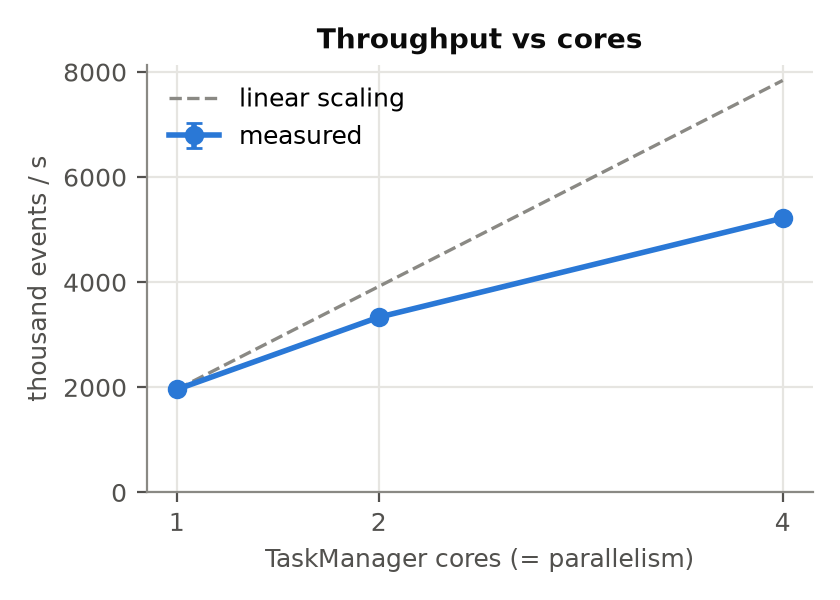 Throughput vs cores
linear scaling
measured
thousand events / s
8000
6000
4000
2000
0
1 2 4
TaskManager cores (= parallelism)